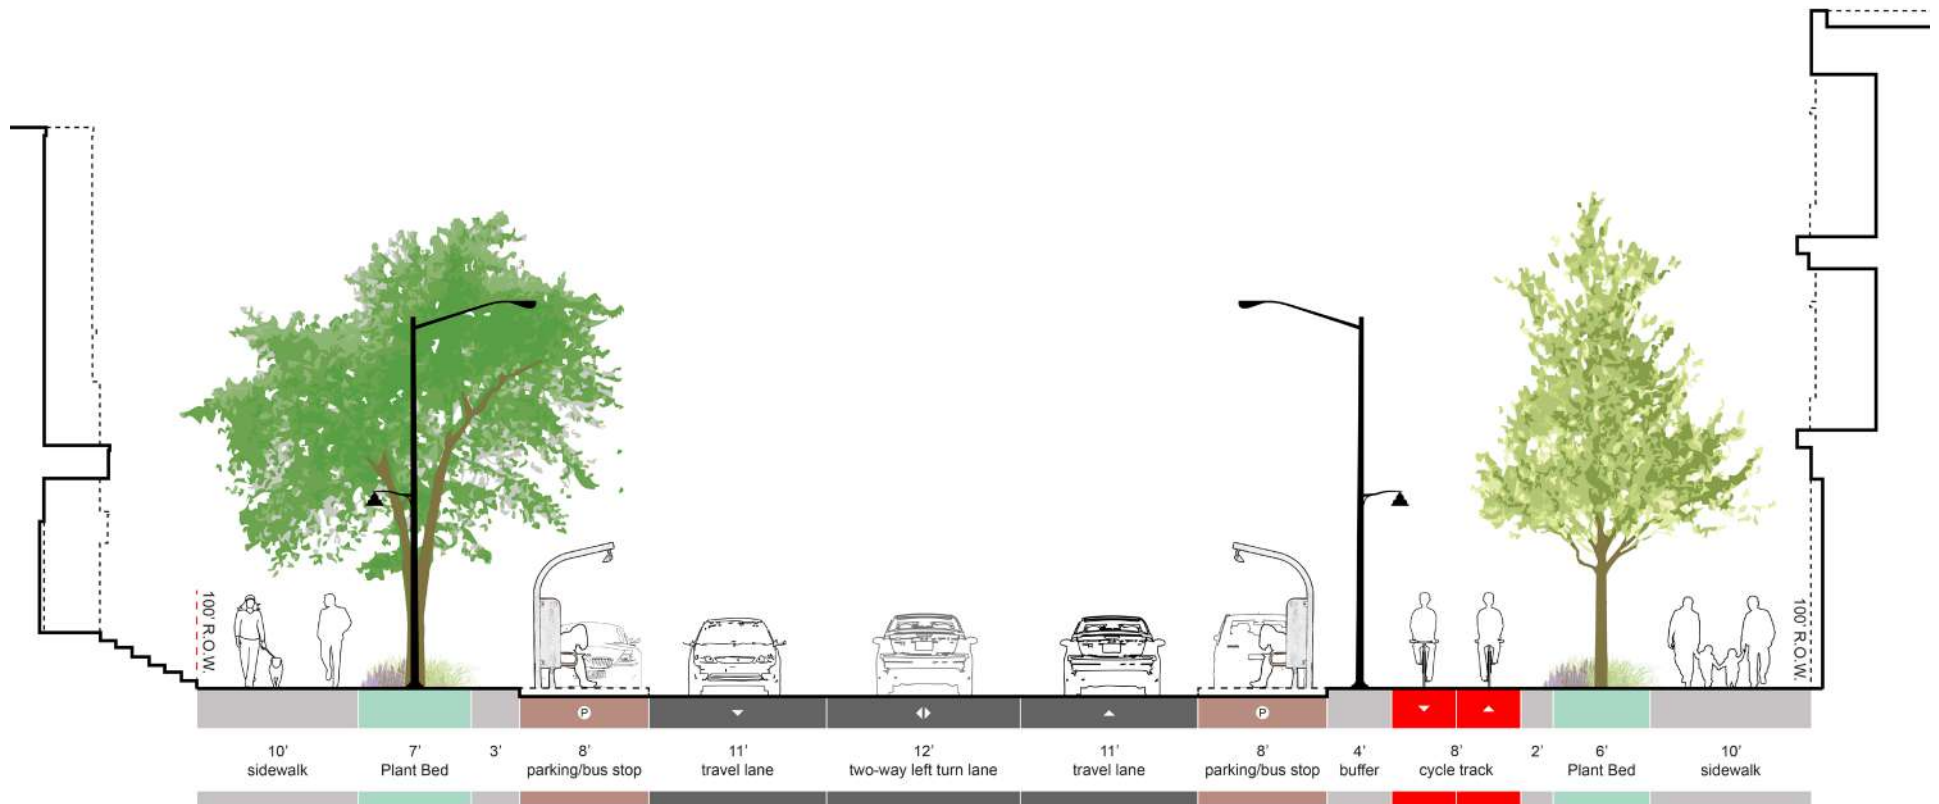 100' R.O.W.
100' R.O.W.
P
P
10'
7'
3'
8'
11'
12'
11'
8'
4'
8'
2'
6'
10'
sidewalk
Plant Bed
parking/bus stop
travel lane
two-way left turn lane
travel lane
parking/bus stop
buffer
cycle track
Plant Bed
sidewalk